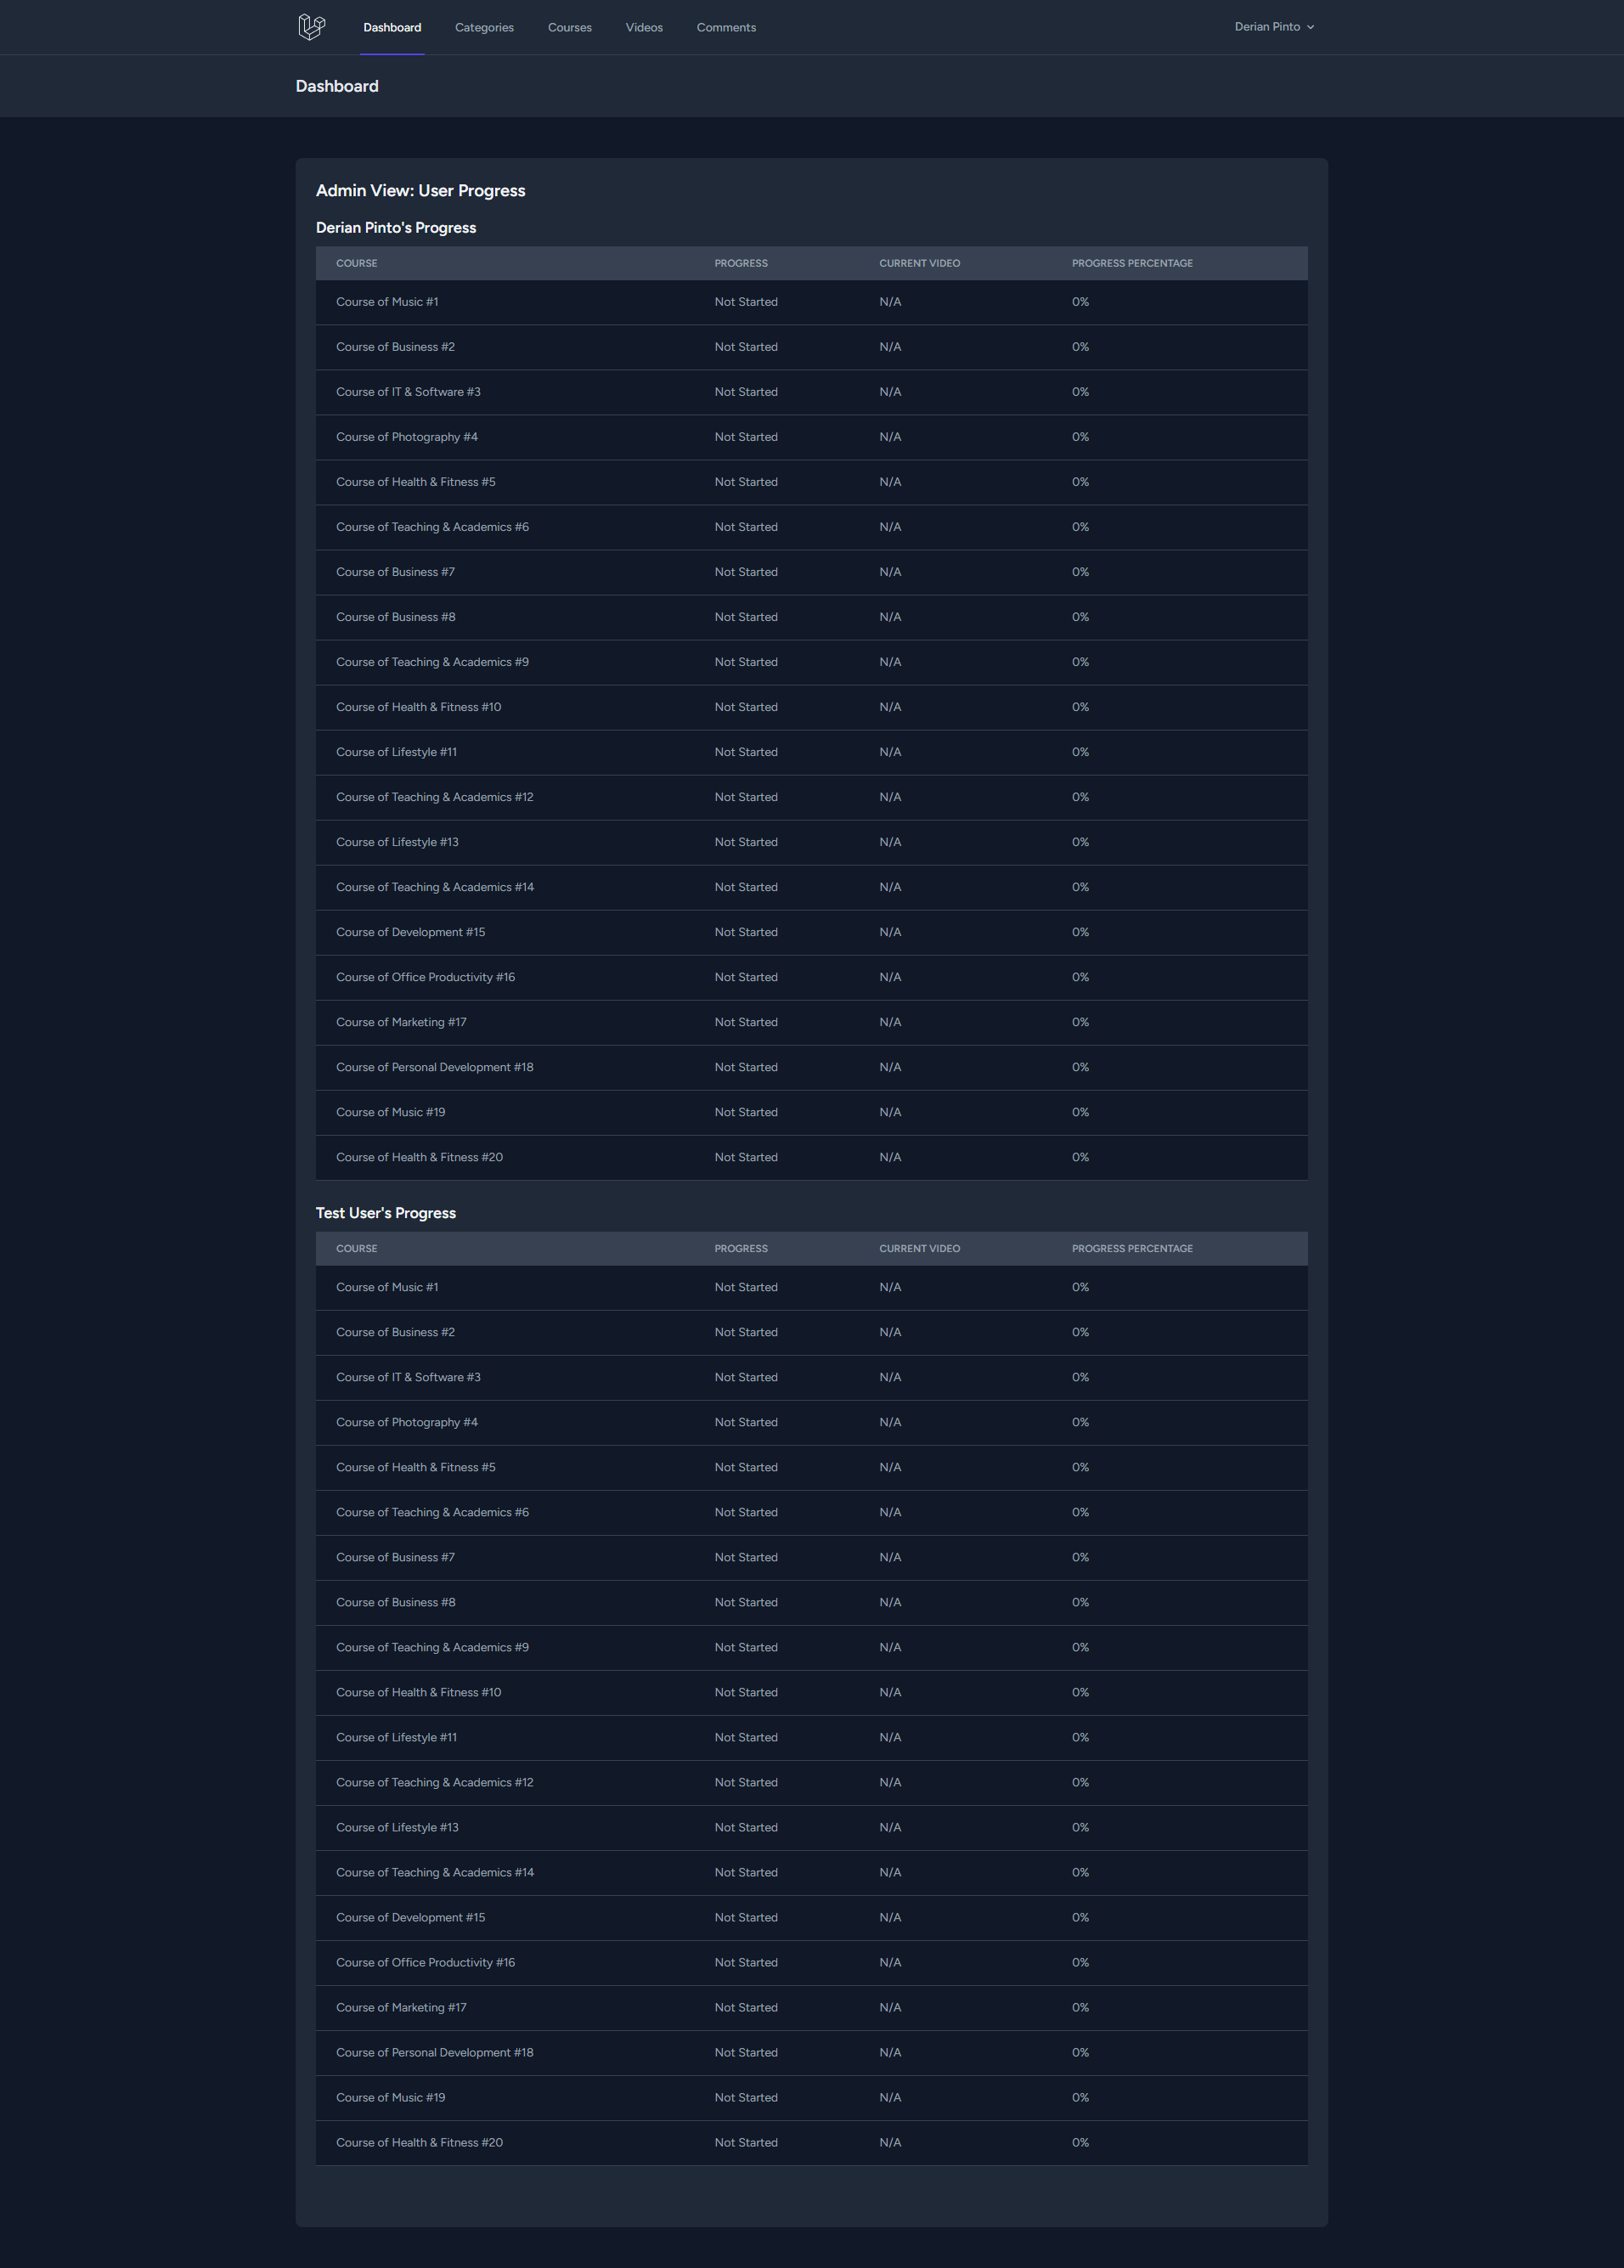 Dashboard Categories Courses Videos Comments Derian Pinto
Dashboard
Admin View: User Progress
Derian Pinto's Progress
COURSE PROGRESS CURRENT VIDEO PROGRESS PERCENTAGE
Course of Music #1 Not Started N/A 0%
Course of Business #2 Not Started N/A 0%
Course of IT & Software #3 Not Started N/A 0%
Course of Photography #4 Not Started N/A 0%
Course of Health & Fitness #5 Not Started N/A 0%
Course of Teaching & Academics #6 Not Started N/A 0%
Course of Business #7 Not Started N/A 0%
Course of Business #8 Not Started N/A 0%
Course of Teaching & Academics #9 Not Started N/A 0%
Course of Health & Fitness #10 Not Started N/A 0%
Course of Lifestyle #11 Not Started N/A 0%
Course of Teaching & Academics #12 Not Started N/A 0%
Course of Lifestyle #13 Not Started N/A 0%
Course of Teaching & Academics #14 Not Started N/A 0%
Course of Development #15 Not Started N/A 0%
Course of Office Productivity #16 Not Started N/A 0%
Course of Marketing #17 Not Started N/A 0%
Course of Personal Development #18 Not Started N/A 0%
Course of Music #19 Not Started N/A 0%
Course of Health & Fitness #20 Not Started N/A 0%
Test User's Progress
COURSE PROGRESS CURRENT VIDEO PROGRESS PERCENTAGE
Course of Music #1 Not Started N/A 0%
Course of Business #2 Not Started N/A 0%
Course of IT & Software #3 Not Started N/A 0%
Course of Photography #4 Not Started N/A 0%
Course of Health & Fitness #5 Not Started N/A 0%
Course of Teaching & Academics #6 Not Started N/A 0%
Course of Business #7 Not Started N/A 0%
Course of Business #8 Not Started N/A 0%
Course of Teaching & Academics #9 Not Started N/A 0%
Course of Health & Fitness #10 Not Started N/A 0%
Course of Lifestyle #11 Not Started N/A 0%
Course of Teaching & Academics #12 Not Started N/A 0%
Course of Lifestyle #13 Not Started N/A 0%
Course of Teaching & Academics #14 Not Started N/A 0%
Course of Development #15 Not Started N/A 0%
Course of Office Productivity #16 Not Started N/A 0%
Course of Marketing #17 Not Started N/A 0%
Course of Personal Development #18 Not Started N/A 0%
Course of Music #19 Not Started N/A 0%
Course of Health & Fitness #20 Not Started N/A 0%